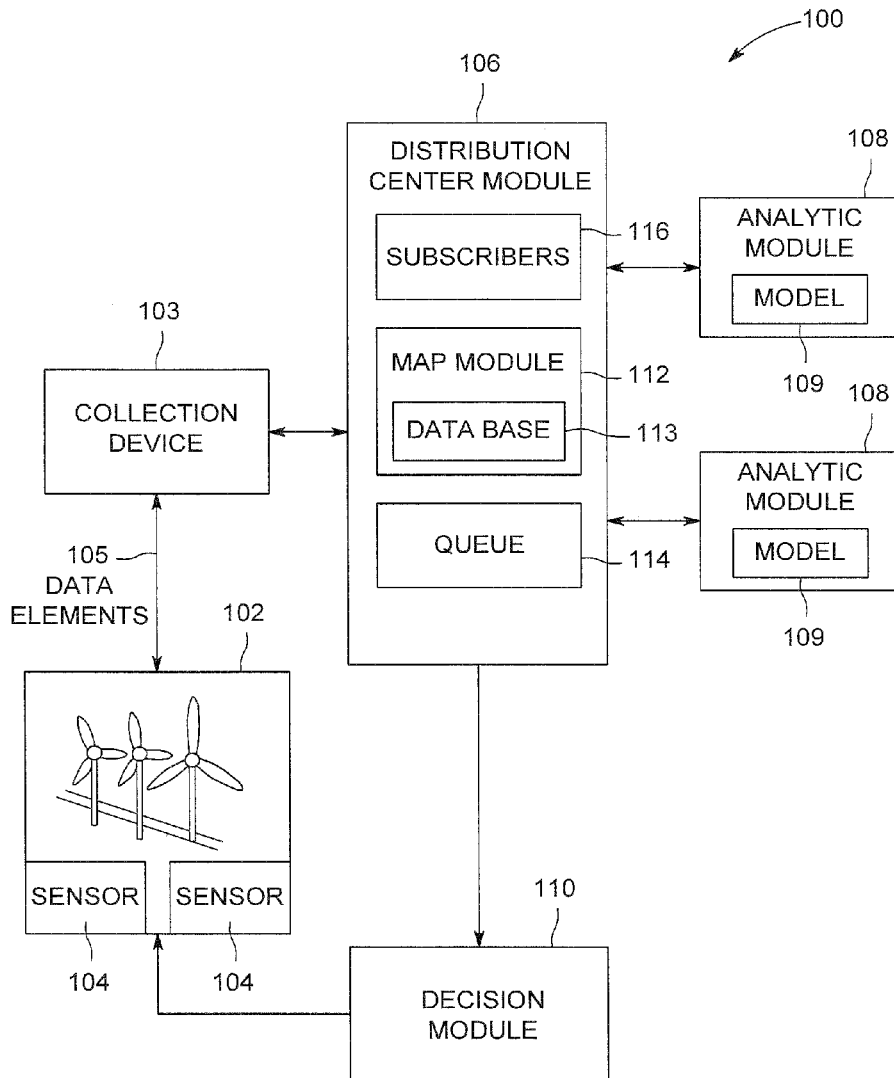 100
106
DISTRIBUTION
CENTER MODULE
SUBSCRIBERS
116
MAP MODULE
112
DATA BASE
113
QUEUE
114
108
ANALYTIC
MODULE
MODEL
109
108
ANALYTIC
MODULE
MODEL
109
103
COLLECTION
DEVICE
105
DATA
ELEMENTS
102
SENSOR
SENSOR
104
104
110
DECISION
MODULE